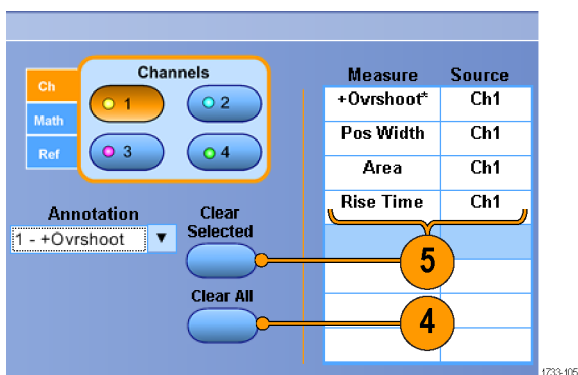 Channels
Ch
Math
Ref
1
2
3
4
Annotation
1 - +Ovrshoot
Clear
Selected
Clear All
Measure Source
+Ovrshoot* Ch1
Pos Width Ch1
Area Ch1
Rise Time Ch1
5
4
1733-105